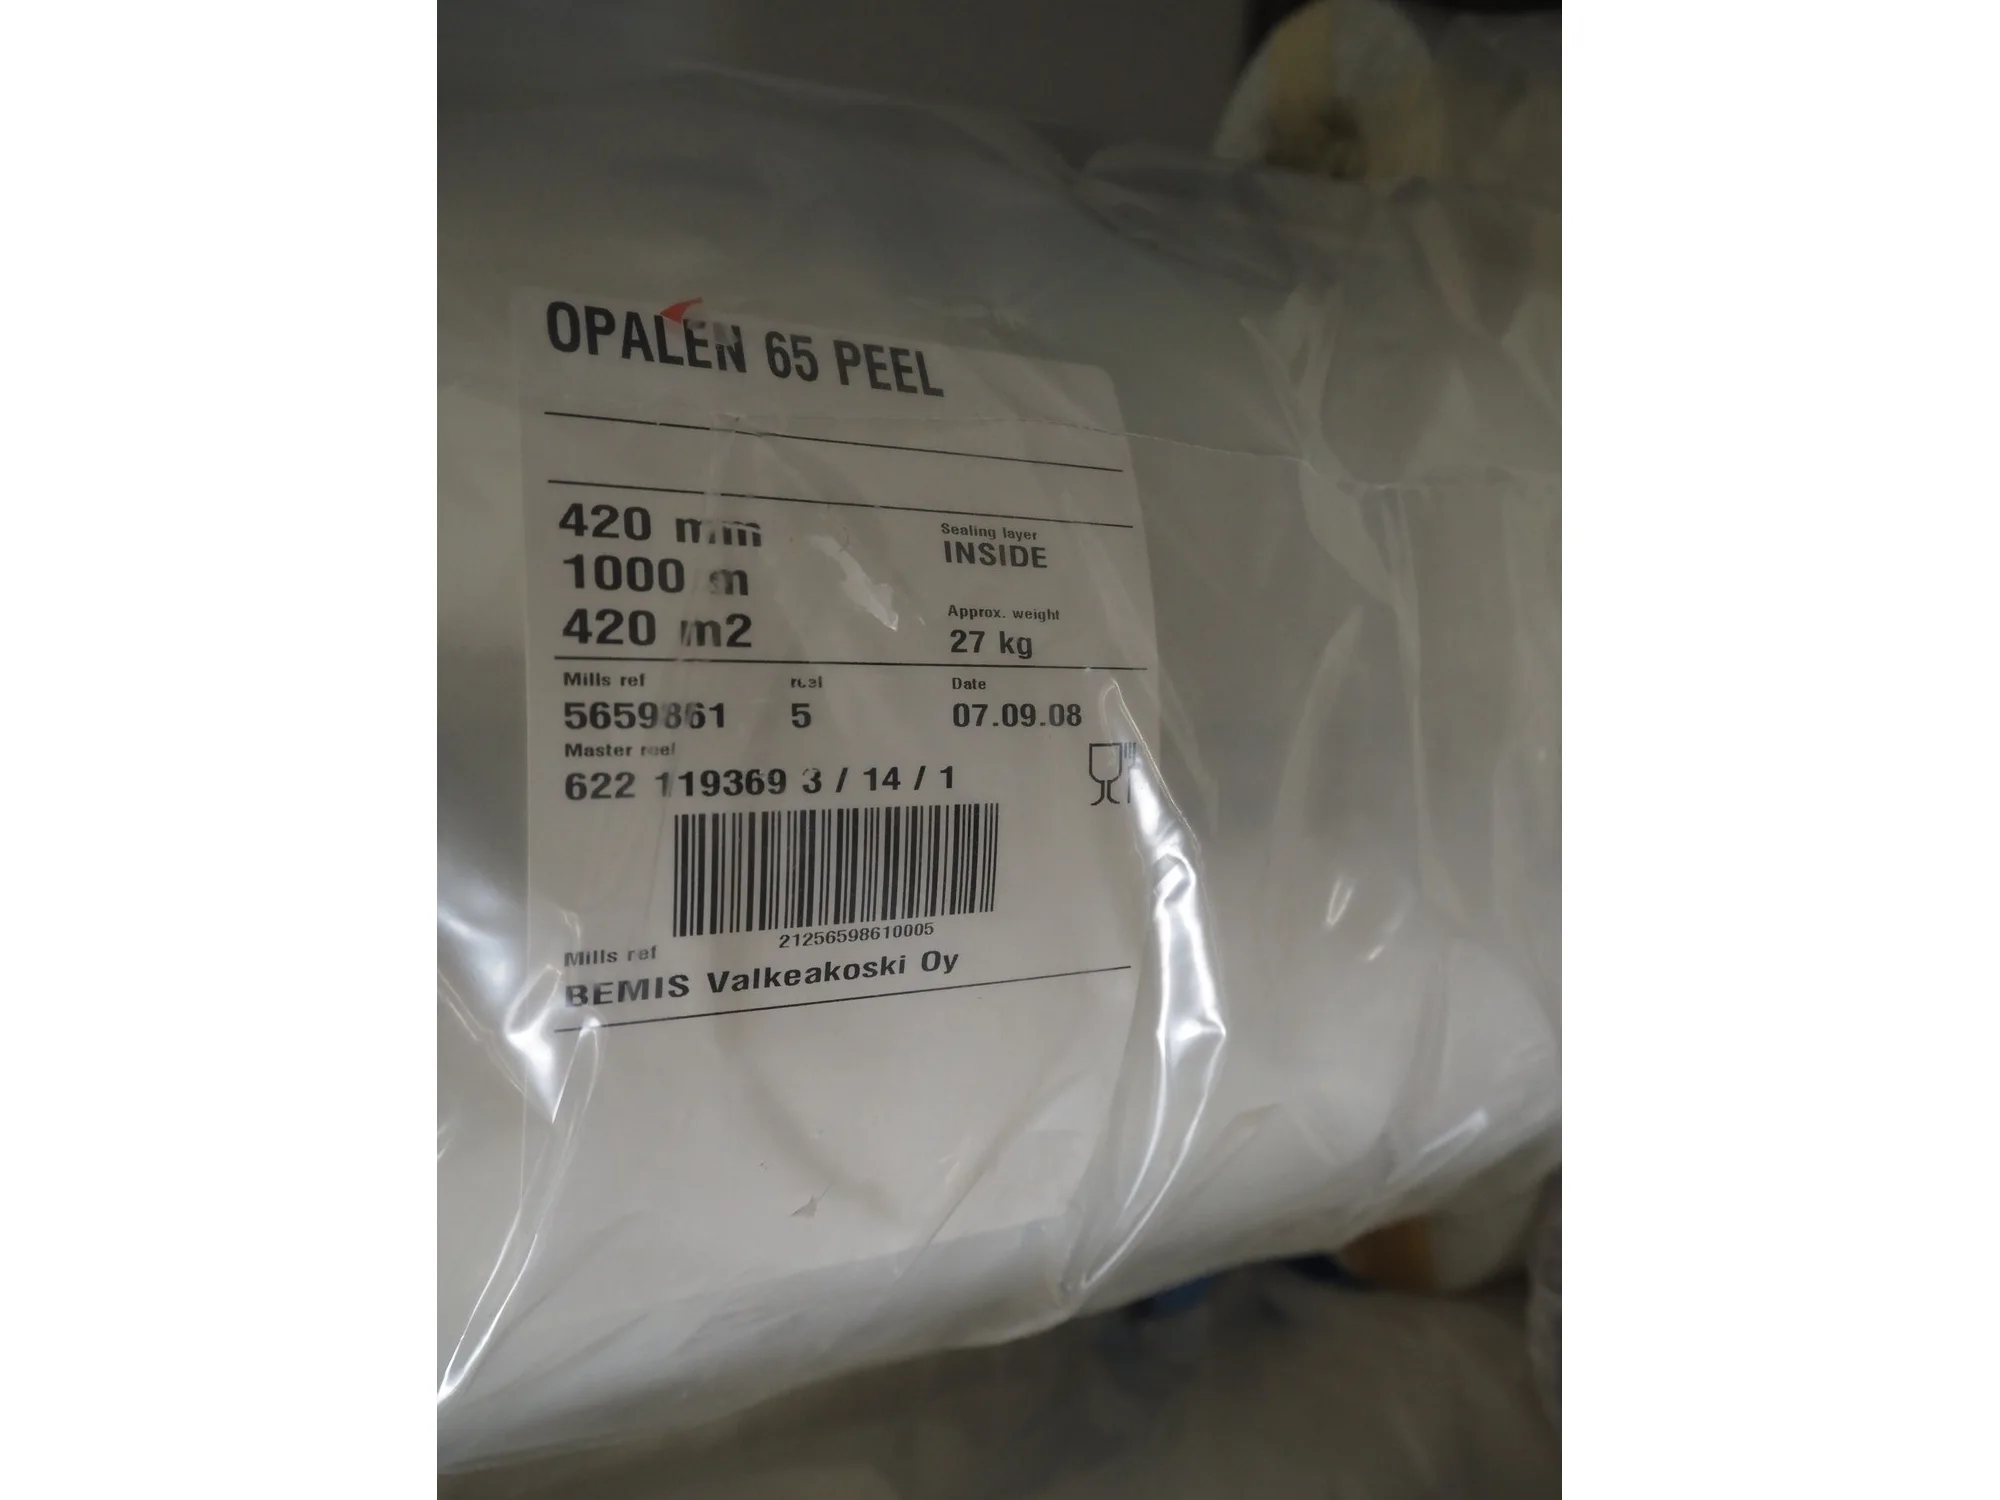 OPALEN 65 PEEL
420 mm
1000 m
420 m2
Sealing layer
INSIDE
Approx. weight
27 kg
Mills ref reel Date
5659861 5 07.09.08
Master reel
622 119369 3 / 14 / 1
21256598610005
Mills ref
BEMIS Valkeakoski Oy